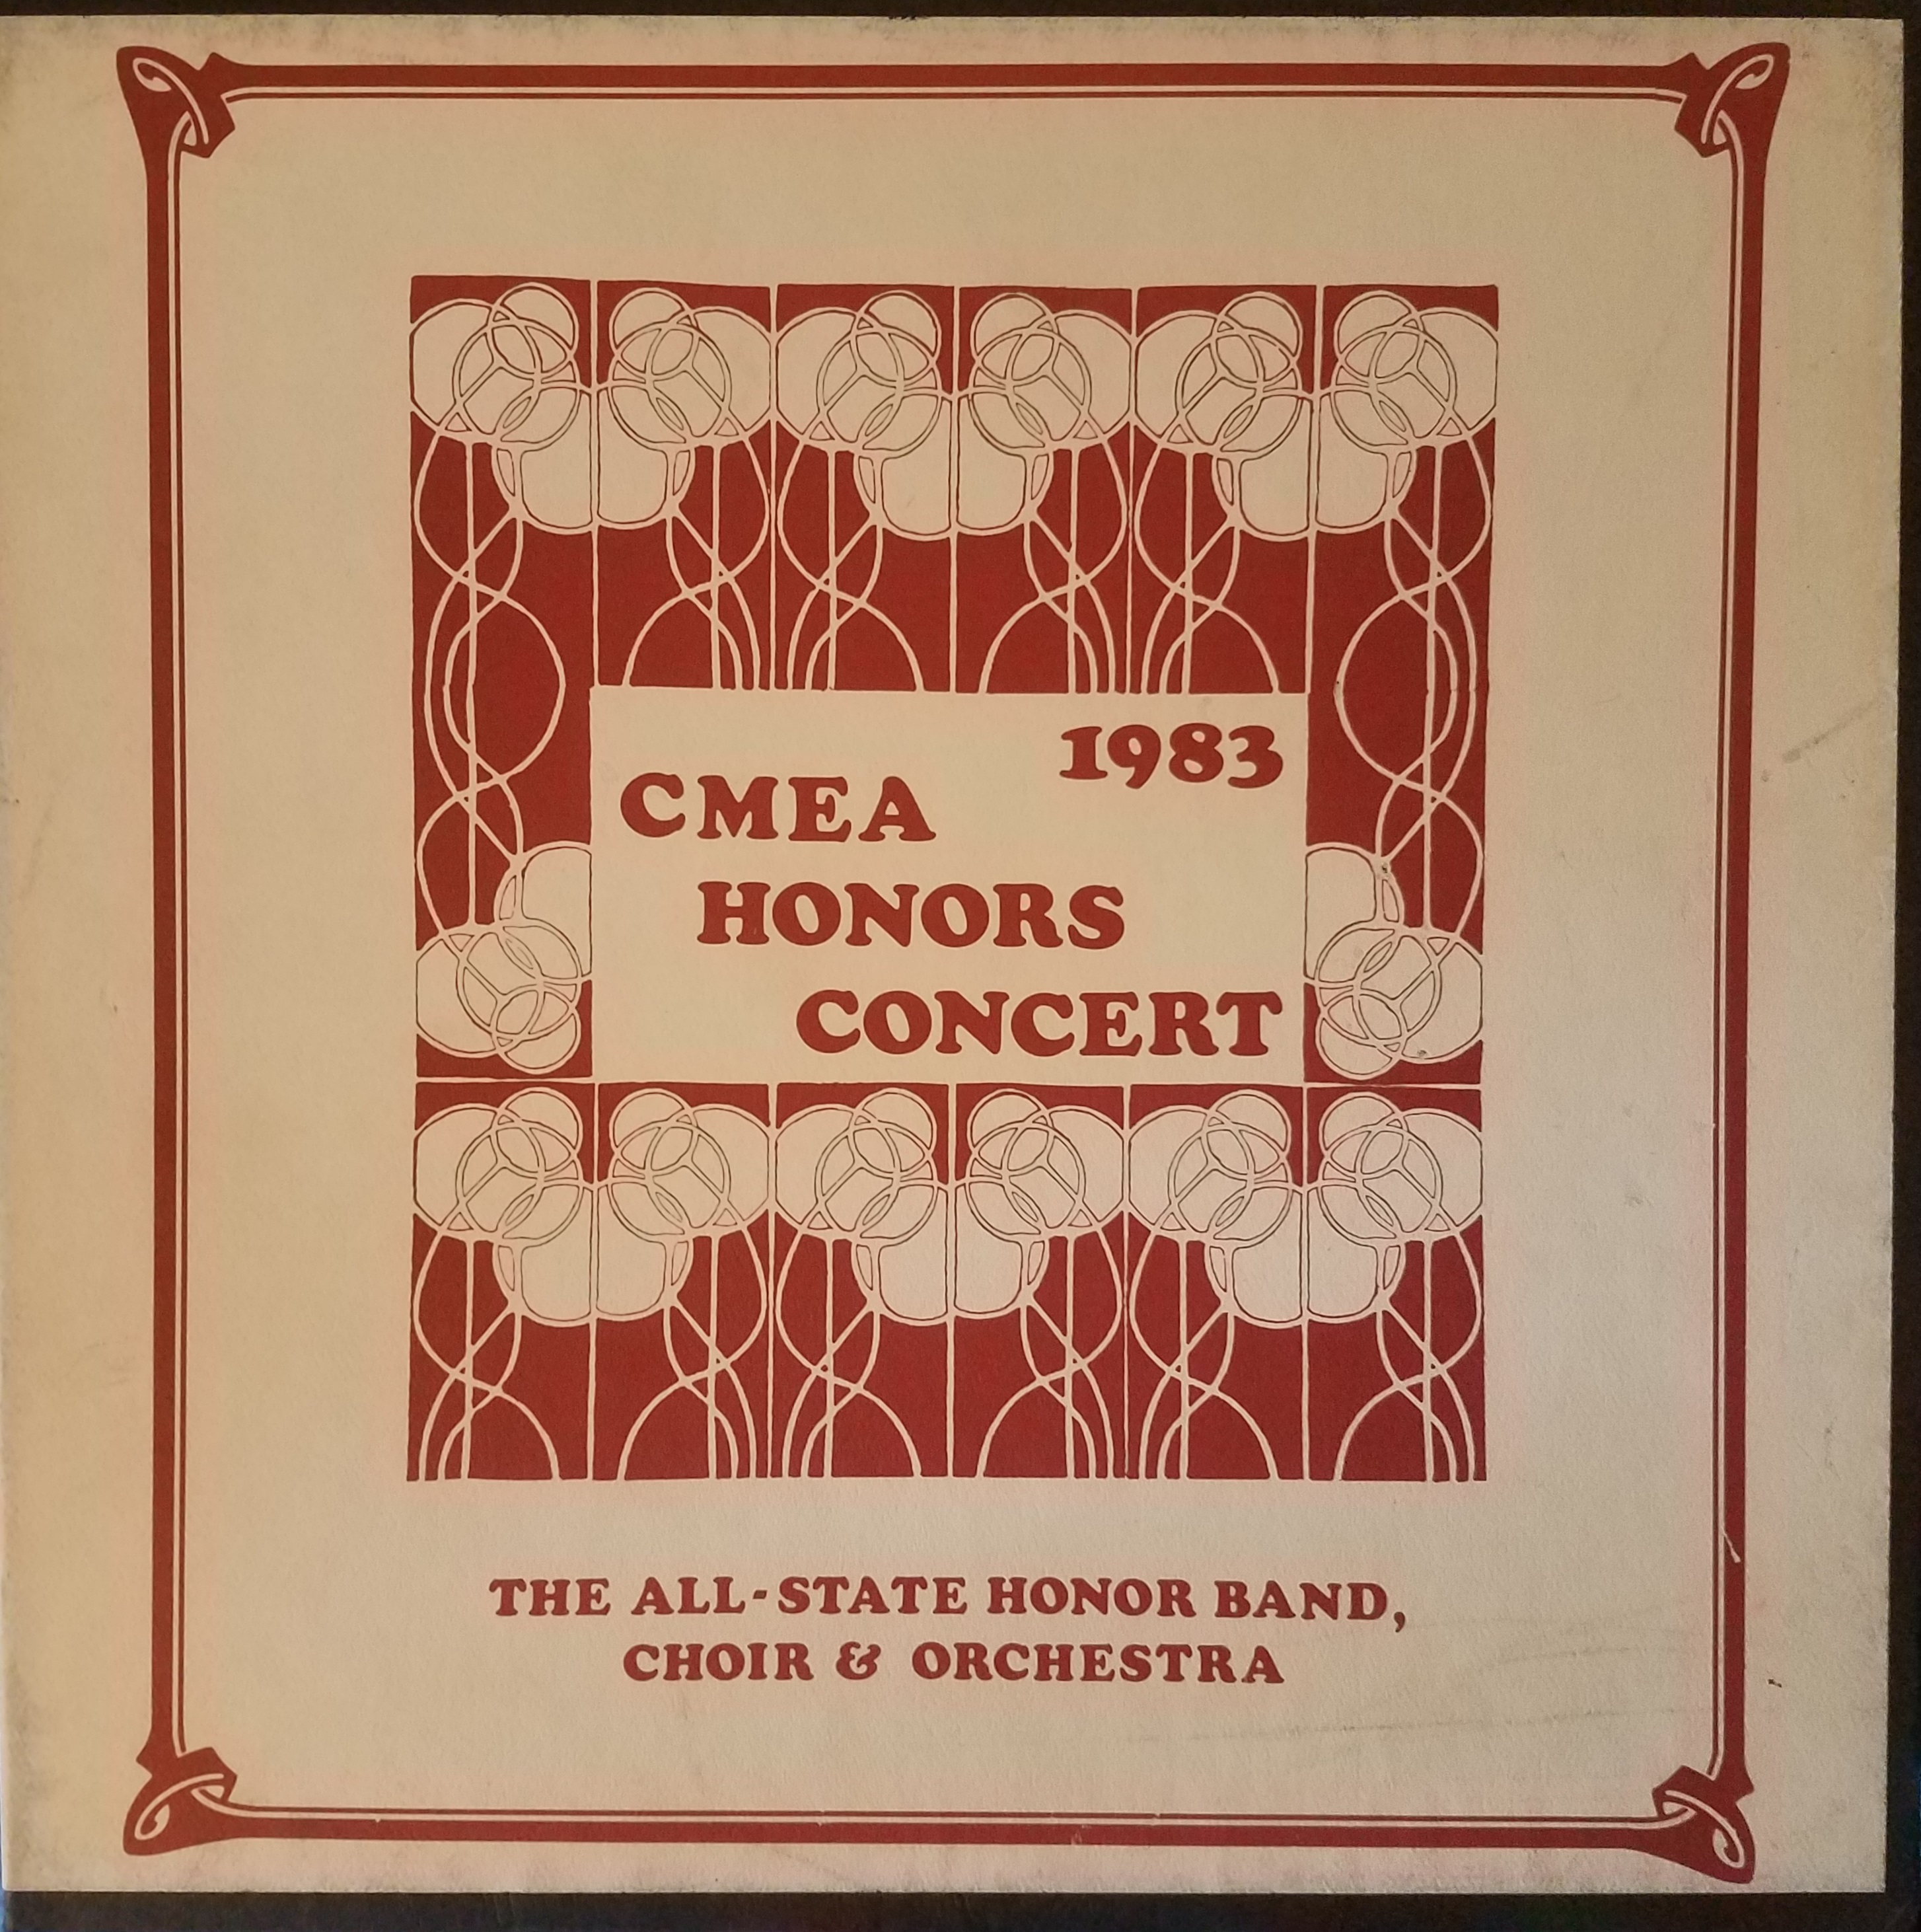 1983
CMEA
HONORS
CONCERT
THE ALL-STATE HONOR BAND,
CHOIR & ORCHESTRA